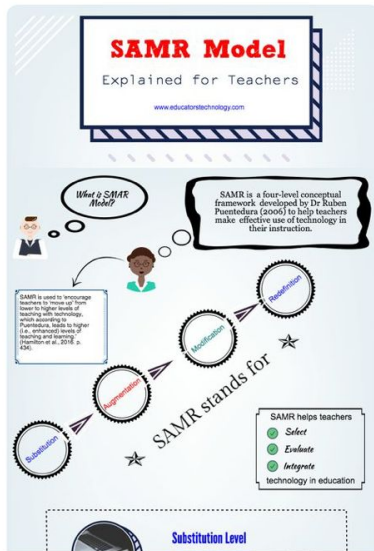 SAMR Model
Explained for Teachers
www.educatorstechnology.com
What is SMAR
Model?
SAMR is a four-level conceptual
framework developed by Dr Ruben
Puentedura (2006) to help teachers
make effective use of technology in
their instruction.
SAMR is used to 'encourage
teachers to 'move up' from
lower to higher levels of
teaching with technology,
which according to
Puentedura, leads to higher
(i.e., enhanced) levels of
teaching and learning.'
(Hamilton et al., 2016. p.
434).
Substitution
Augmentation
Modification
Redefinition
SAMR stands for
SAMR helps teachers
Select
Evaluate
Integrate
technology in education
Substitution Level